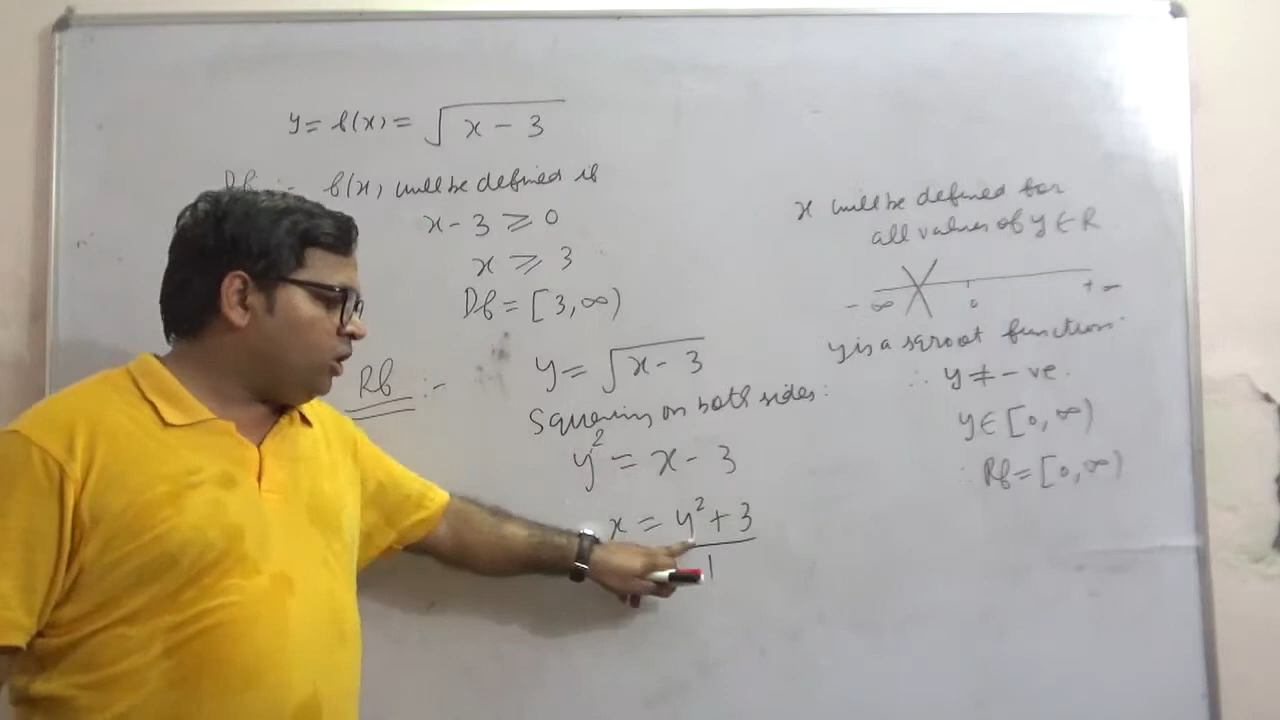 y = f(x) = √x - 3
Df :- f(x) will be defined if
x - 3 ⩾ 0
x ⩾ 3
Df = [3, ∞)
Rf :-
y = √x - 3
Squaring on both sides:
y² = x - 3
x = y² + 3
1
x will be defined for
all values of y ∈ R
- ∞ 0 + ∞
y is a sqroot function
∴ y ≠ - ve.
y ∈ [0, ∞)
∴ Rf = [0, ∞)